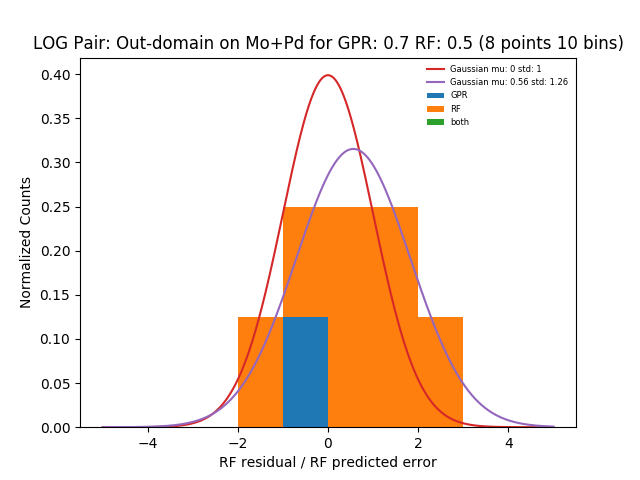 LOG Pair: Out-domain on Mo+Pd for GPR: 0.7 RF: 0.5 (8 points 10 bins)
Gaussian mu: 0 std: 1
Gaussian mu: 0.56 std: 1.26
GPR
RF
both
Normalized Counts
0.40
0.35
0.30
0.25
0.20
0.15
0.10
0.05
0.00
−4
−2
0
2
4
RF residual / RF predicted error